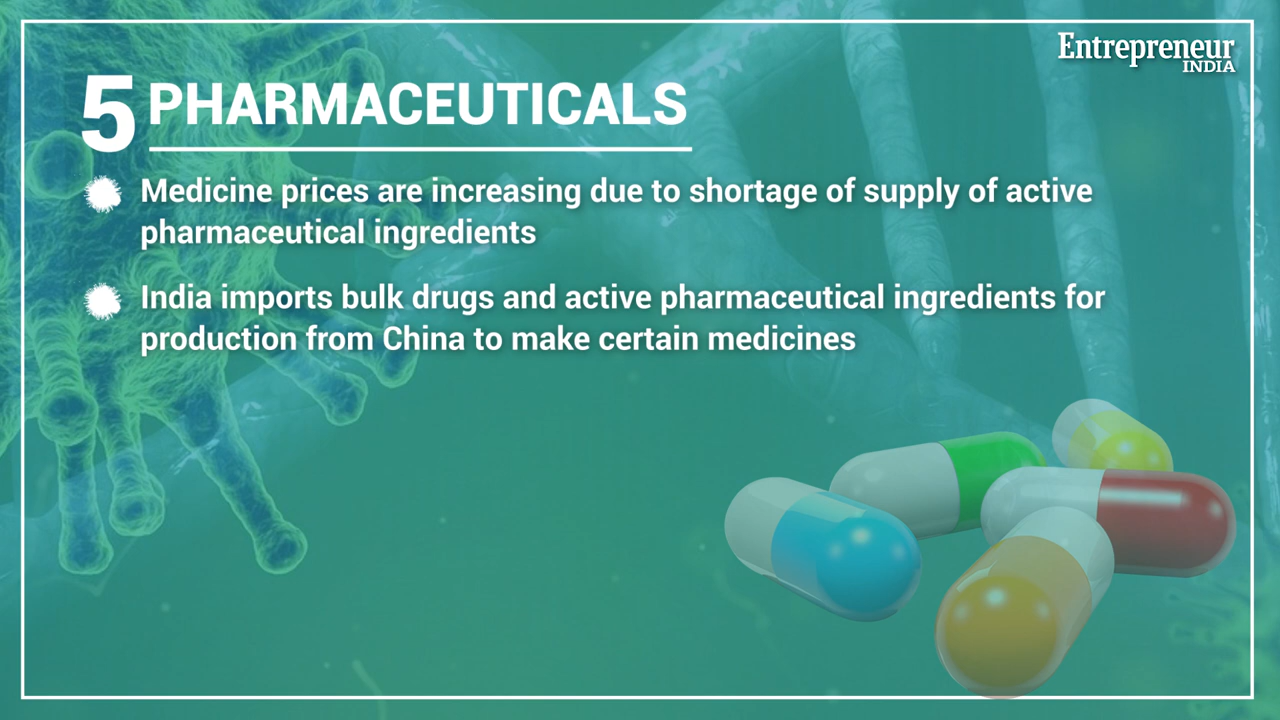 Entrepreneur
INDIA
5 PHARMACEUTICALS
Medicine prices are increasing due to shortage of supply of active
pharmaceutical ingredients
India imports bulk drugs and active pharmaceutical ingredients for
production from China to make certain medicines